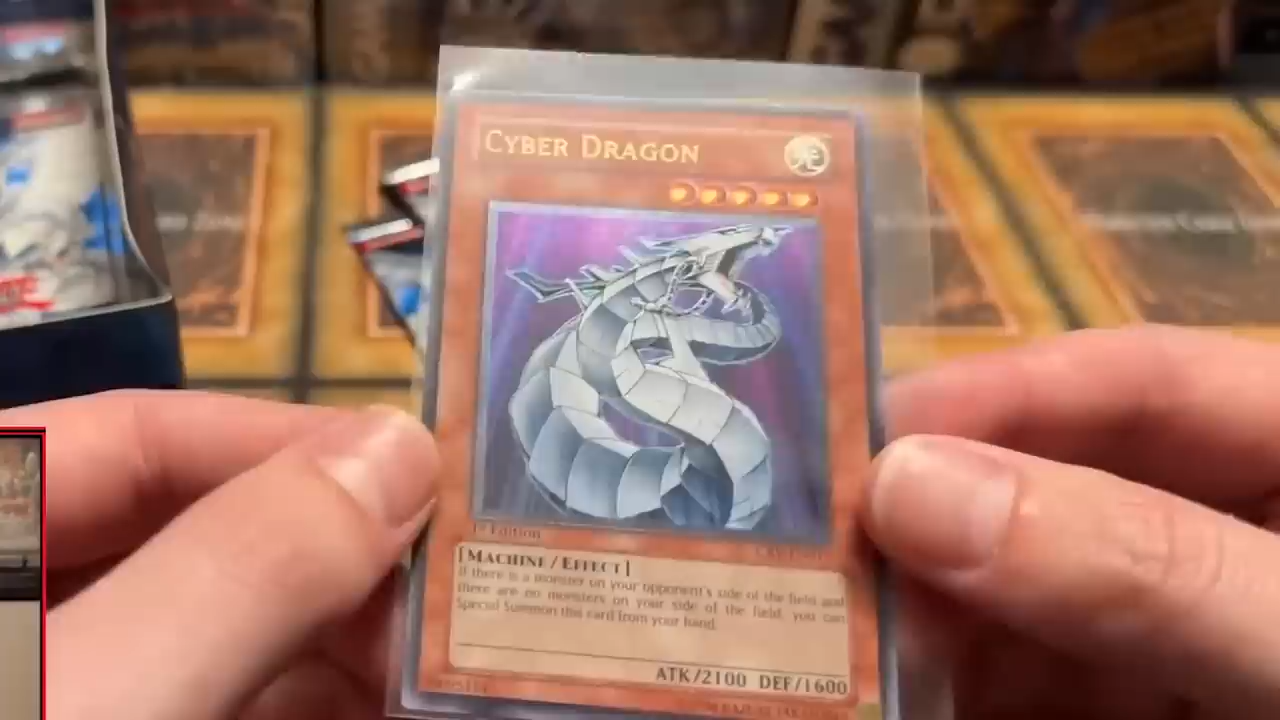 CYBER DRAGON
1st Edition
[MACHINE / EFFECT]
If there is a monster on your opponent's side of the field and
there are no monsters on your side of the field, you can
Special Summon this card from your hand.
ATK/2100 DEF/1600